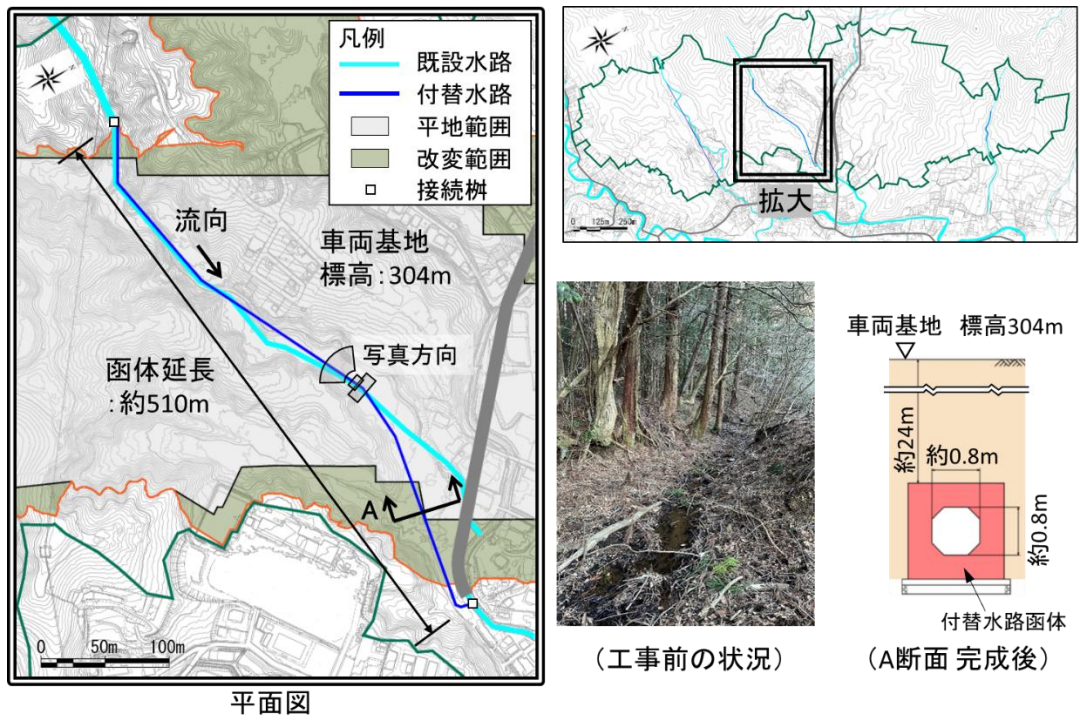 凡例
既設水路
付替水路
平地範囲
改変範囲
接続桝
流向
車両基地
標高:304m
写真方向
函体延長
:約510m
A
0 50m 100m
平面図
拡大
0 125m 250m
(工事前の状況)
車両基地 標高304m
約24m
約0.8m
約0.8m
付替水路函体
(A断面 完成後)